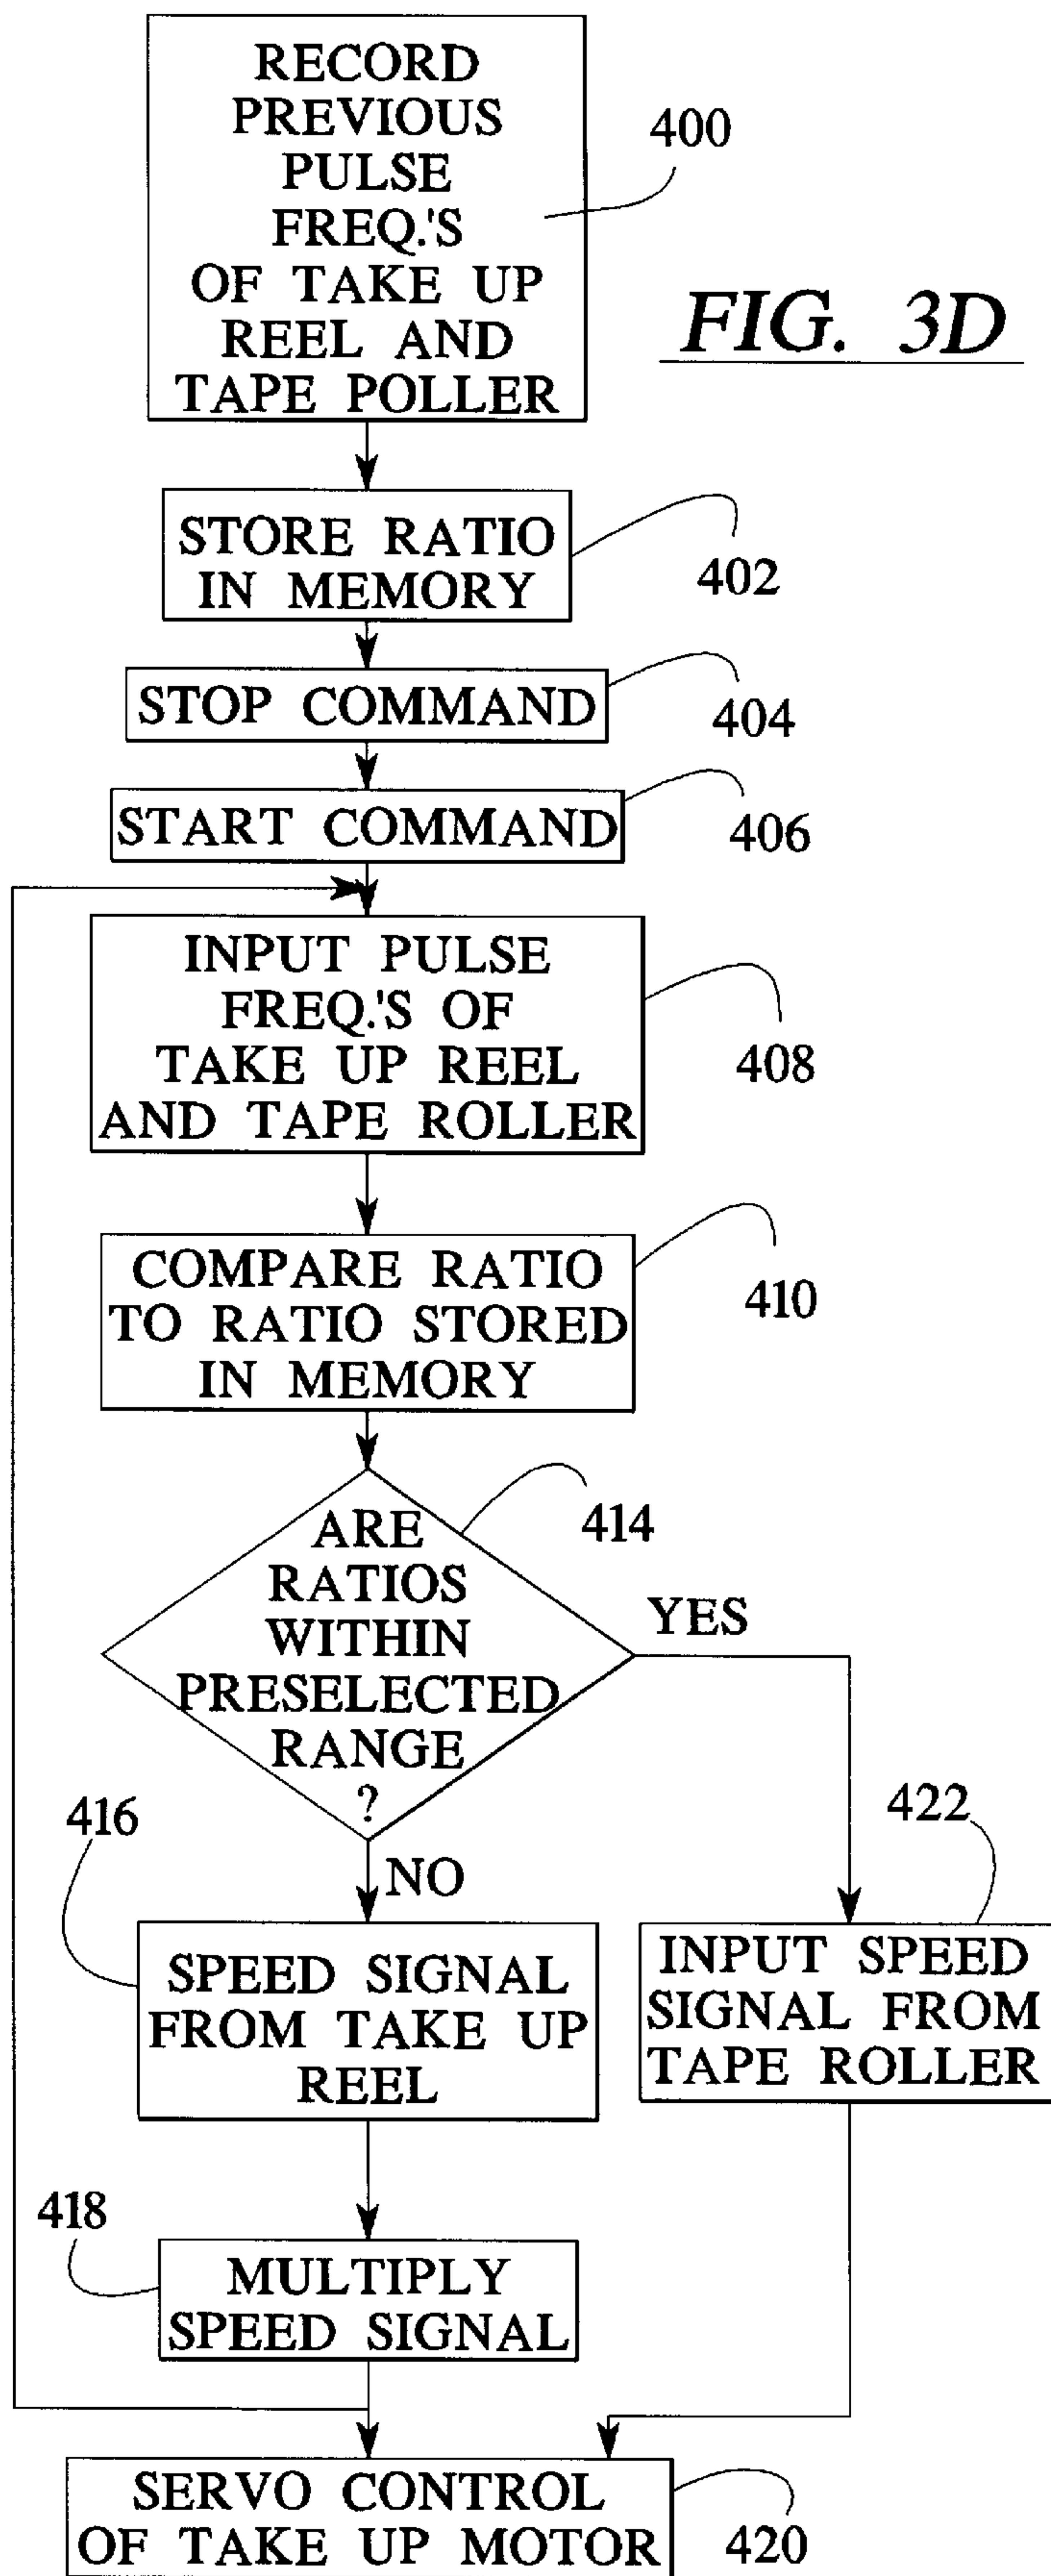 RECORD
PREVIOUS
PULSE
FREQ.'S
OF TAKE UP
REEL AND
TAPE POLLER
400
FIG. 3D
STORE RATIO
IN MEMORY
402
STOP COMMAND
404
START COMMAND
406
INPUT PULSE
FREQ.'S OF
TAKE UP REEL
AND TAPE ROLLER
408
COMPARE RATIO
TO RATIO STORED
IN MEMORY
410
ARE
RATIOS
WITHIN
PRESELECTED
RANGE
?
414
YES
NO
416
SPEED SIGNAL
FROM TAKE UP
REEL
422
INPUT SPEED
SIGNAL FROM
TAPE ROLLER
418
MULTIPLY
SPEED SIGNAL
SERVO CONTROL
OF TAKE UP MOTOR
420